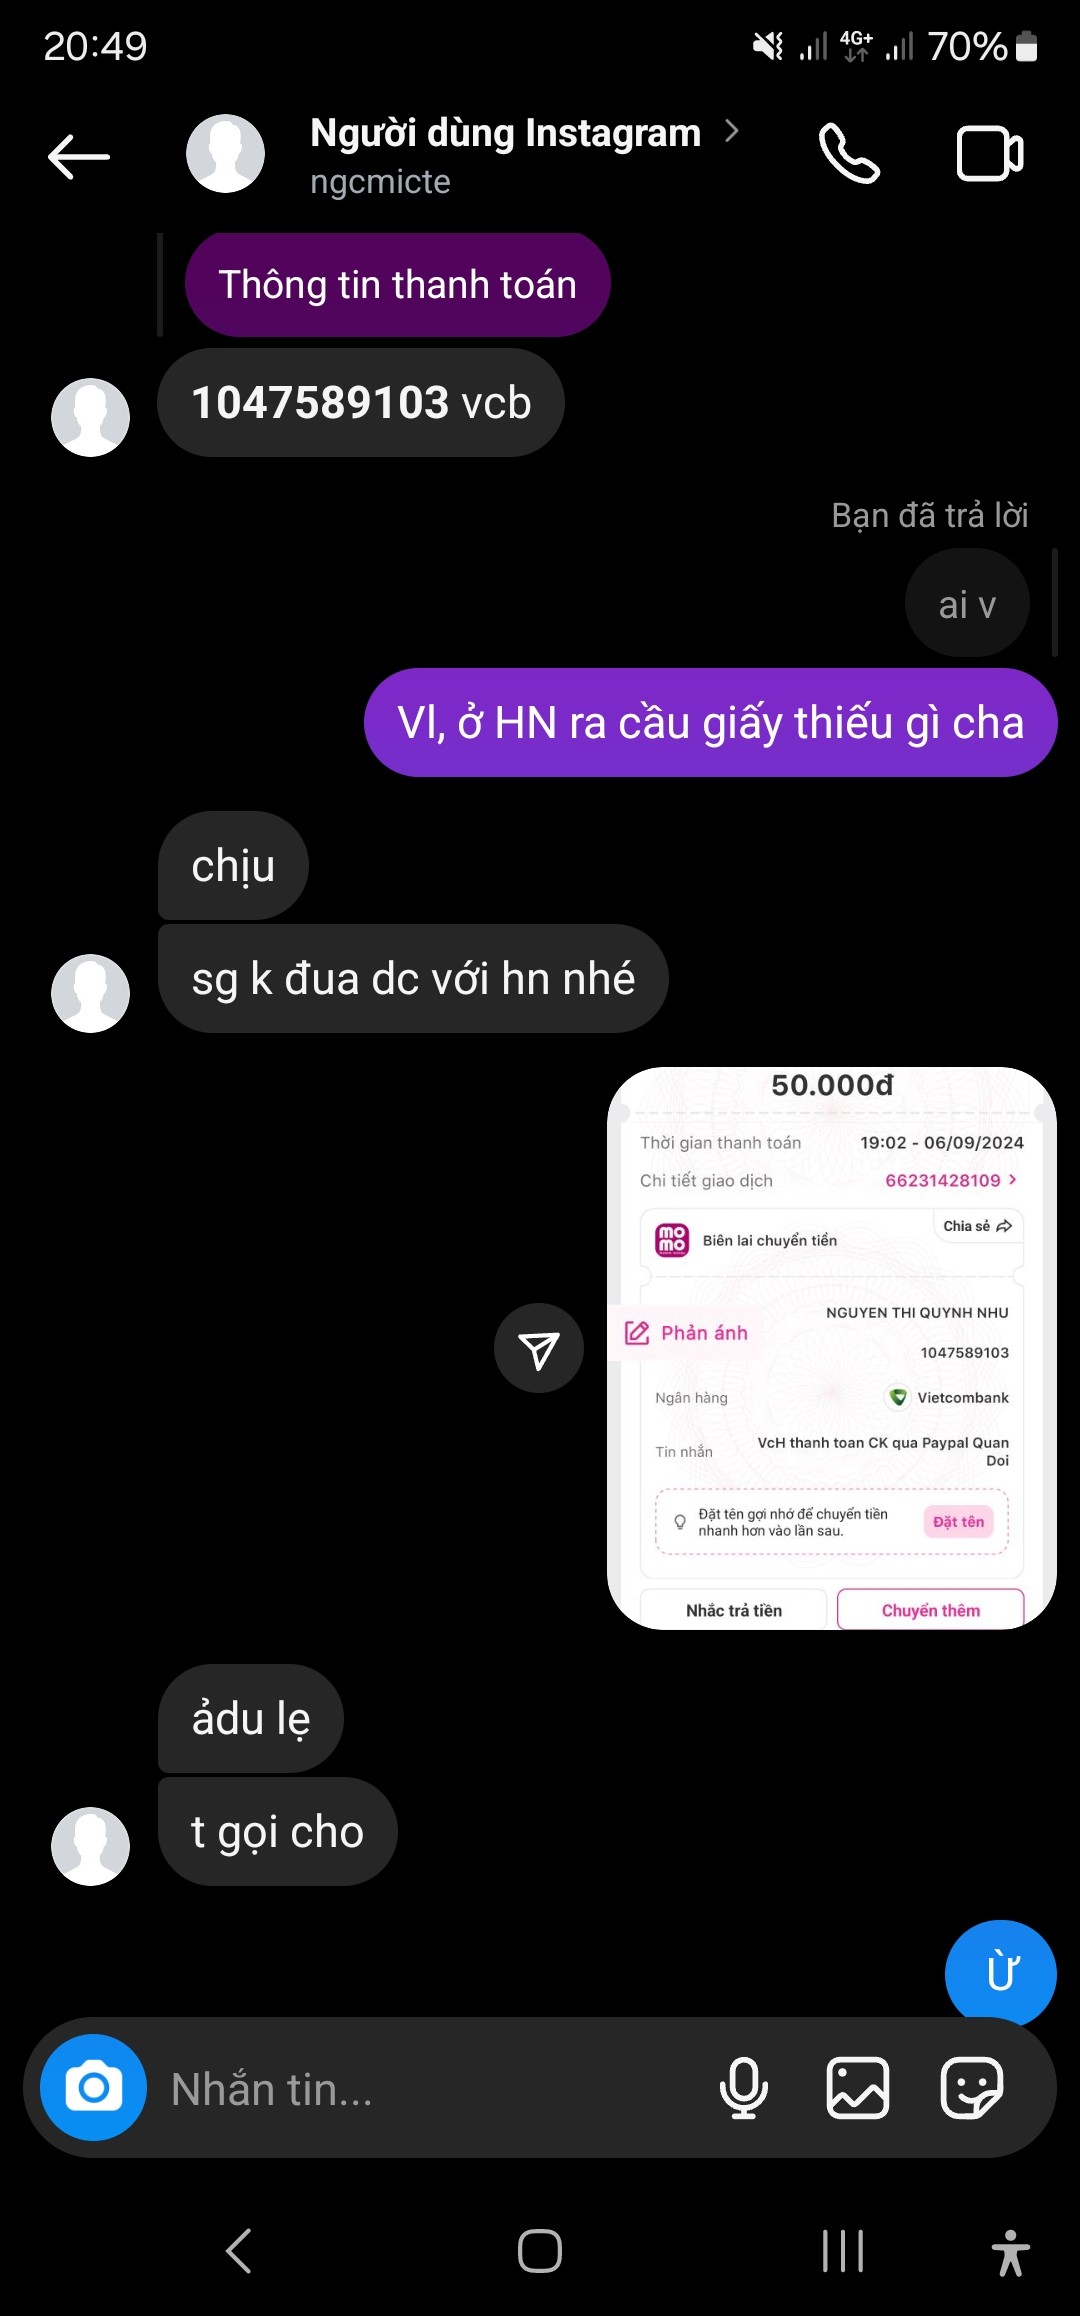 20:49
4G+
70%
Người dùng Instagram
ngcmicte
Thông tin thanh toán
1047589103 vcb
Bạn đã trả lời
ai v
Vl, ở HN ra cầu giấy thiếu gì cha
chịu
sg k đua dc với hn nhé
50.000đ
Thời gian thanh toán 19:02 - 06/09/2024
Chi tiết giao dịch 66231428109
Chia sẻ
mo
mo
Biên lai chuyển tiền
NGUYEN THI QUYNH NHU
Phản ánh
1047589103
Ngân hàng Vietcombank
Tin nhắn
VcH thanh toan CK qua Paypal Quan
Doi
Đặt tên gợi nhớ để chuyển tiền
nhanh hơn vào lần sau.
Đặt tên
Nhắc trả tiền
Chuyển thêm
ảdu lẹ
t gọi cho
Ừ
Nhắn tin...